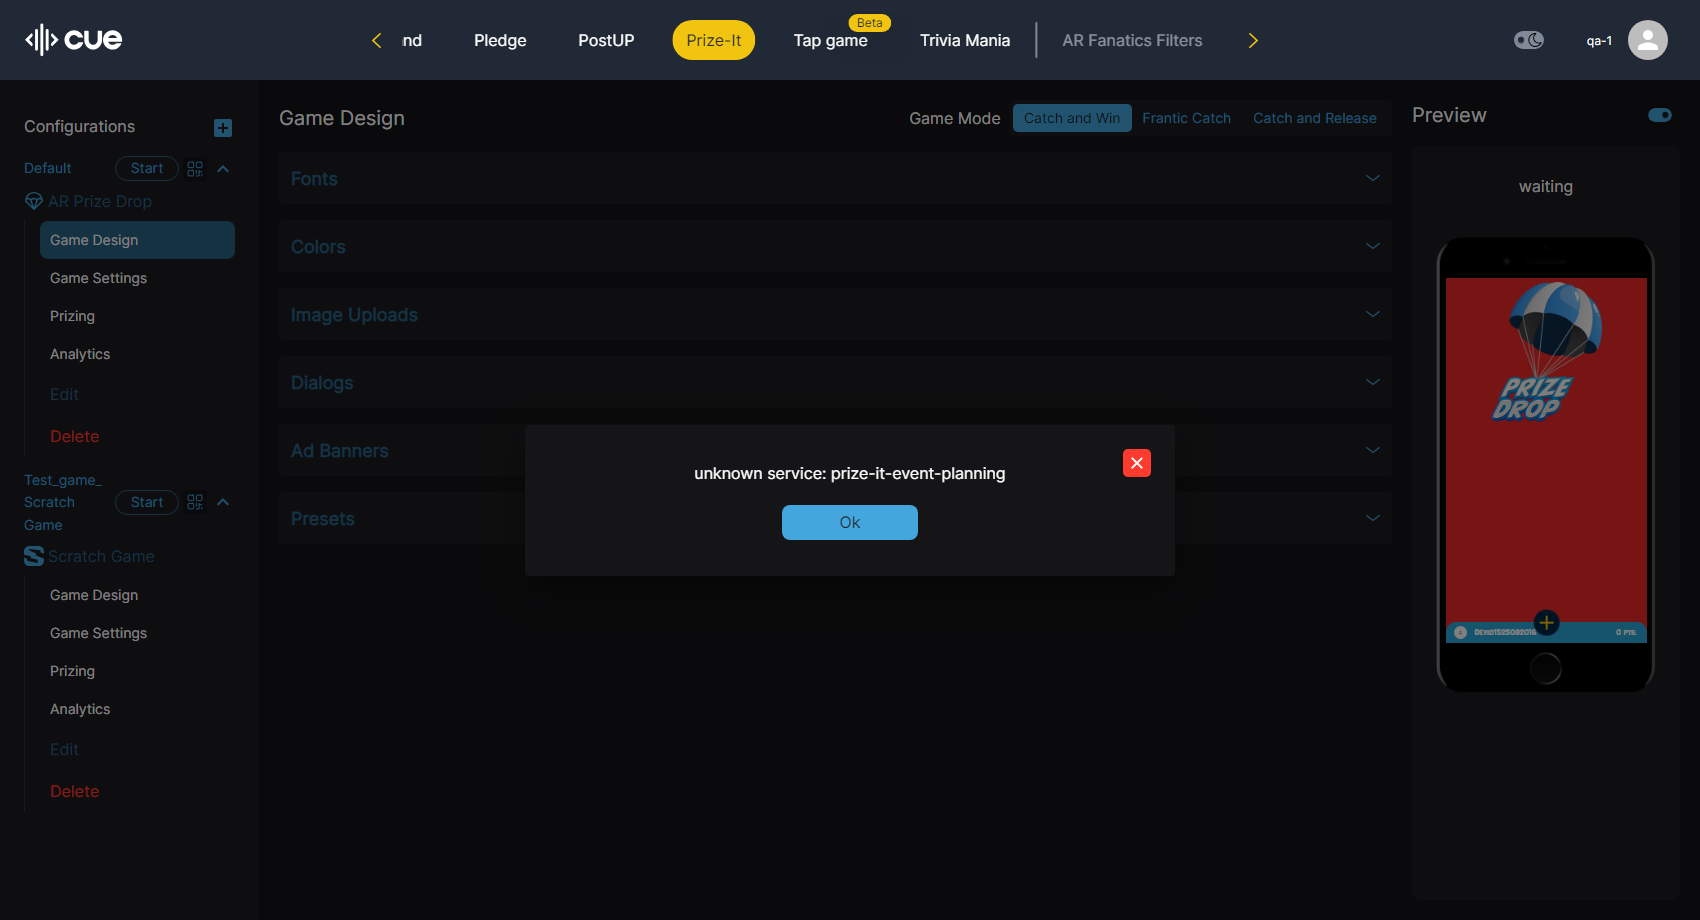 cue
nd
Pledge
PostUP
Prize-It
Beta
Tap game
Trivia Mania
AR Fanatics Filters
qa-1
Configurations
Default
Start
AR Prize Drop
Game Design
Game Settings
Prizing
Analytics
Edit
Delete
Test_game_
Scratch
Game
Start
Scratch Game
Game Design
Game Settings
Prizing
Analytics
Edit
Delete
Game Design
Game Mode
Catch and Win
Frantic Catch
Catch and Release
Fonts
Colors
Image Uploads
Dialogs
Ad Banners
Presets
unknown service: prize-it-event-planning
Ok
Preview
waiting
PRIZE
DROP
0 PTS.